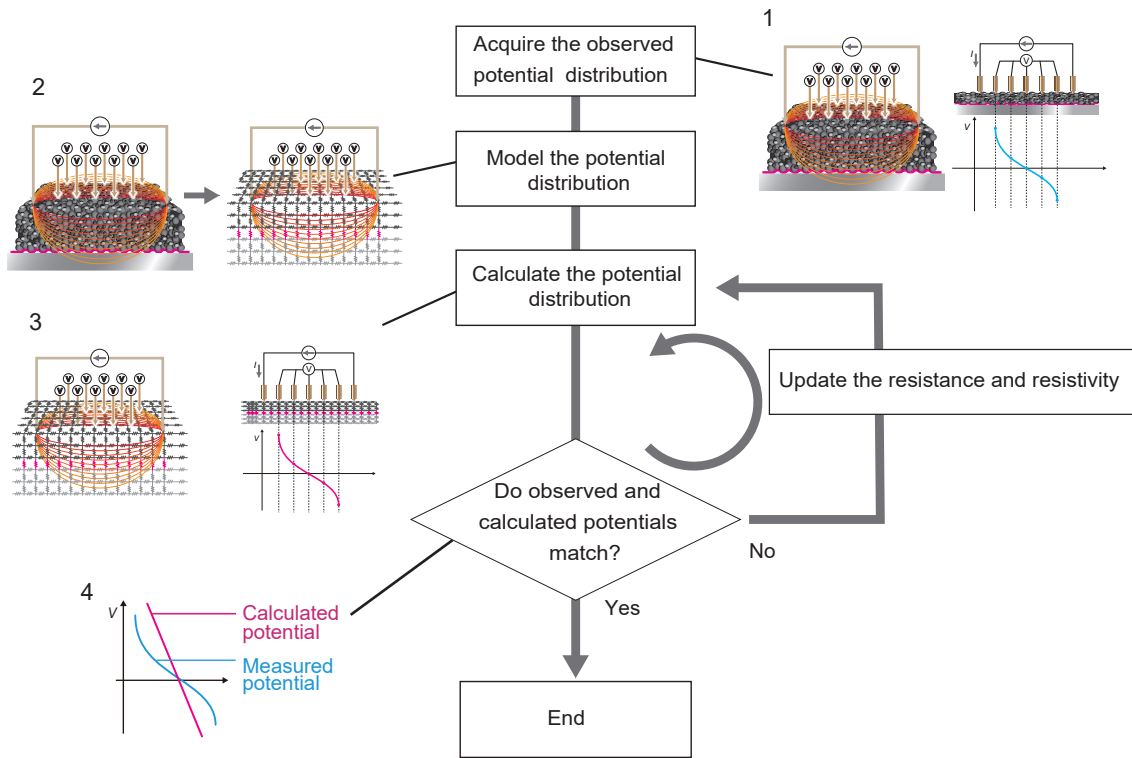 1
Acquire the observed
potential distribution
I
V
V V V V V
V V V V V
V
2
V V V V V
V V V V V
V V V V V
V V V V V
Model the potential
distribution
Calculate the potential
distribution
3
V V V V V
V V V V V
I
V
V
Update the resistance and resistivity
Do observed and
calculated potentials
match?
No
Yes
4
V
Calculated
potential
Measured
potential
End